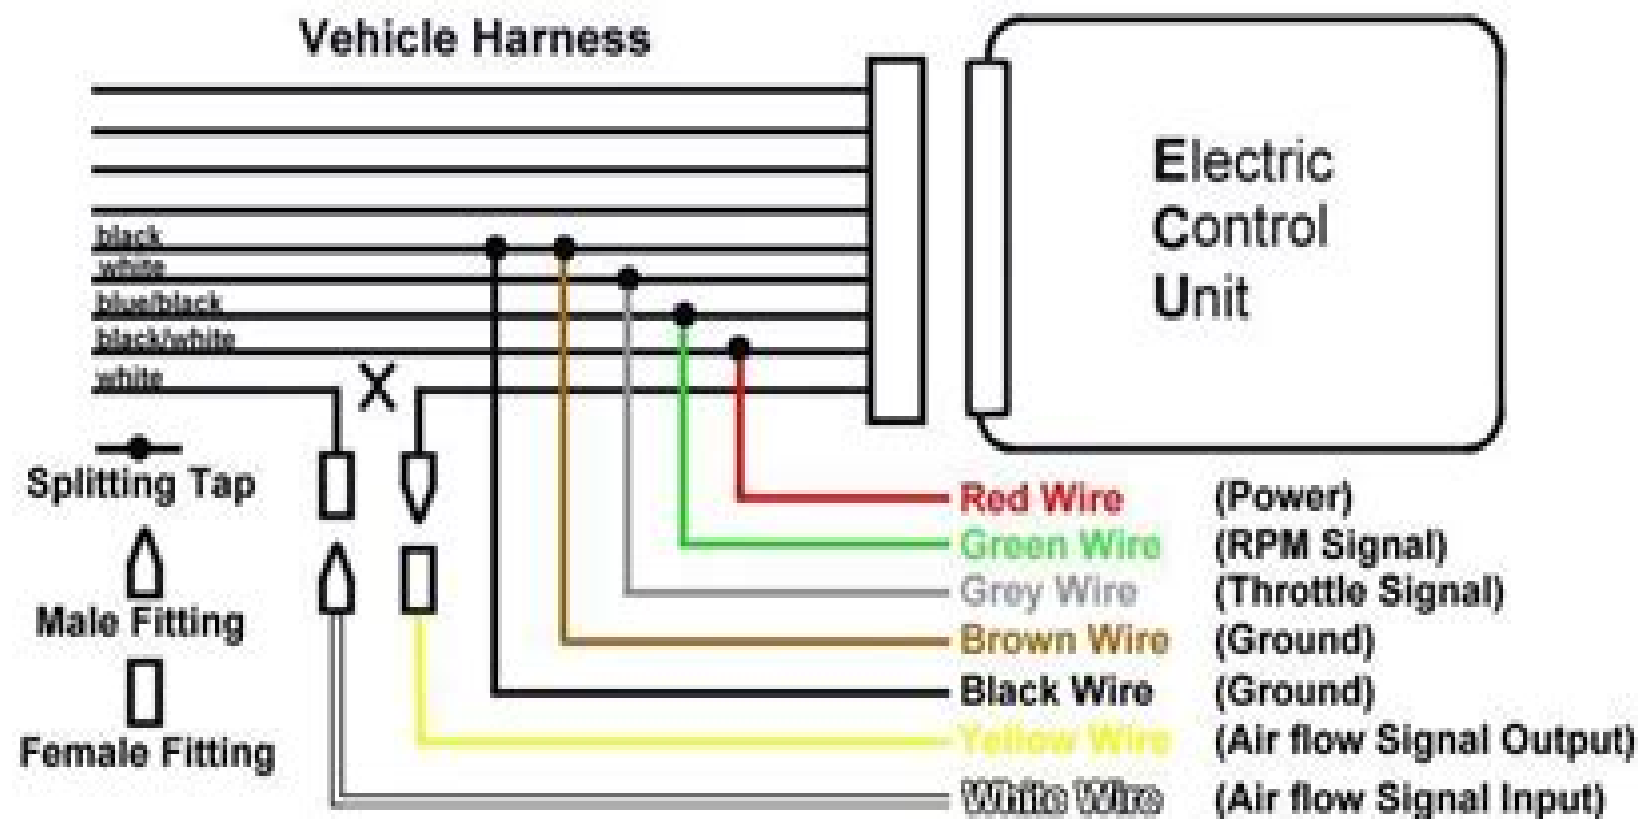 Vehicle Harness
Electric
Control
Unit
black
white
blue/black
black/white
white
X
Splitting Tap
Male Fitting
Female Fitting
Red Wire (Power)
Green Wire (RPM Signal)
Grey Wire (Throttle Signal)
Brown Wire (Ground)
Black Wire (Ground)
Yellow Wire (Air flow Signal Output)
White Wire (Air flow Signal Input)